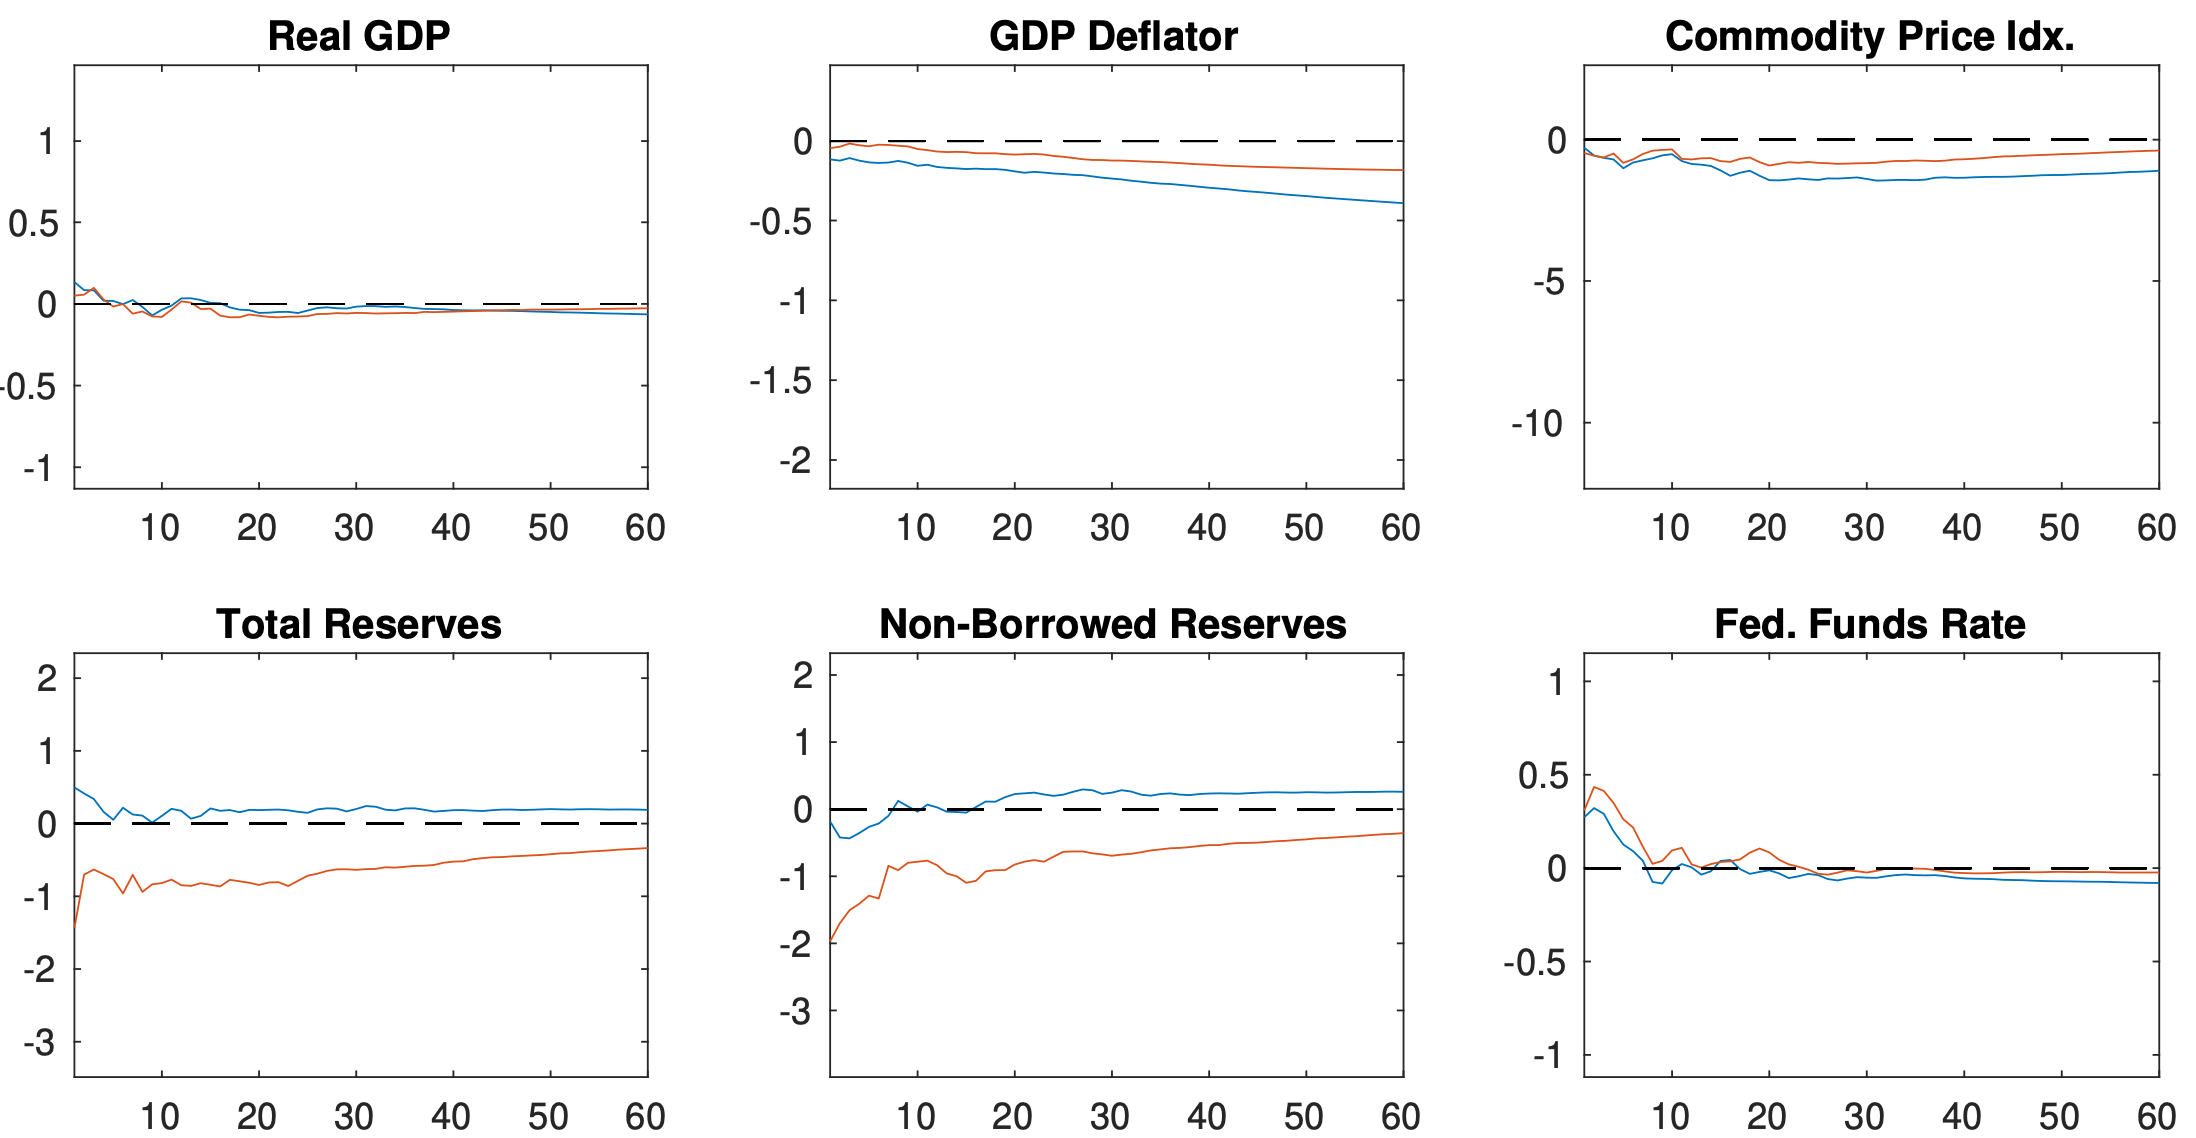 Real GDP
1
0.5
0
-0.5
-1
10 20 30 40 50 60
GDP Deflator
0
-0.5
-1
-1.5
-2
10 20 30 40 50 60
Commodity Price Idx.
0
-5
-10
10 20 30 40 50 60
Total Reserves
2
1
0
-1
-2
-3
10 20 30 40 50 60
Non-Borrowed Reserves
2
1
0
-1
-2
-3
10 20 30 40 50 60
Fed. Funds Rate
1
0.5
0
-0.5
-1
10 20 30 40 50 60